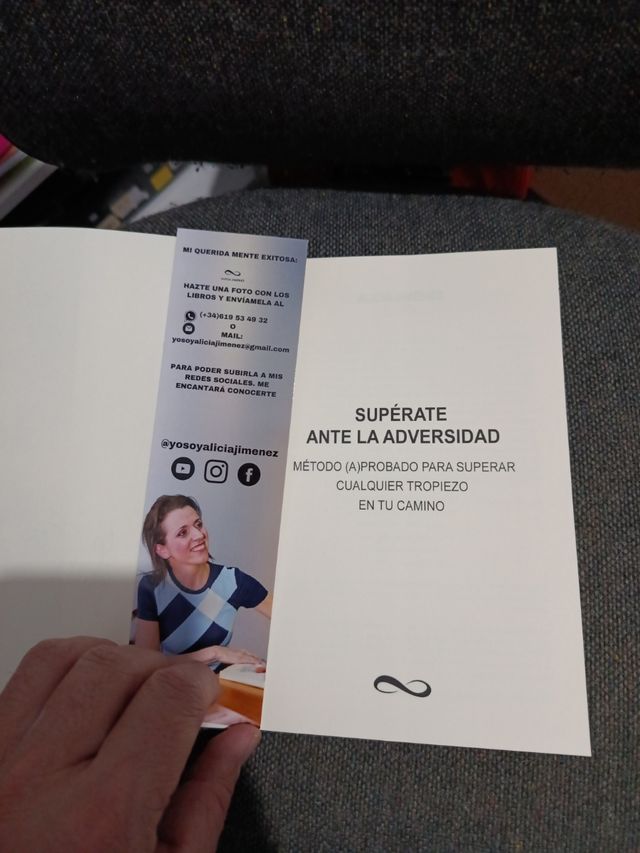 MI QUERIDA MENTE EXITOSA:
HAZTE UNA FOTO CON LOS
LIBROS Y ENVÍAMELA AL
(+34)619 53 49 32
O
MAIL:
yosoyaliciajimenez@gmail.com
PARA PODER SUBIRLA A MIS
REDES SOCIALES. ME
ENCANTARÁ CONOCERTE
@yosoyaliciajimenez
SUPÉRATE
ANTE LA ADVERSIDAD
MÉTODO (A)PROBADO PARA SUPERAR
CUALQUIER TROPIEZO
EN TU CAMINO